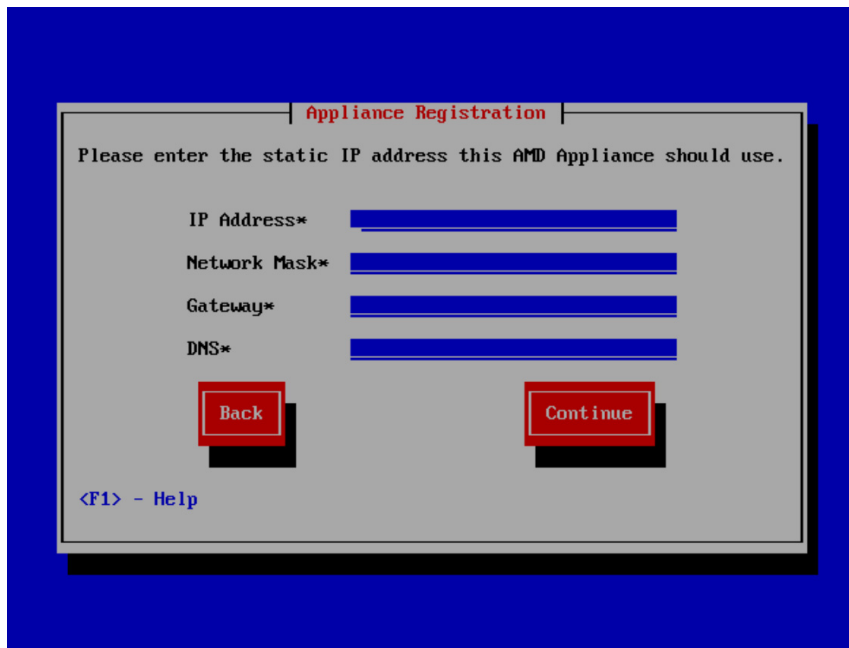 Appliance Registration
Please enter the static IP address this AMD Appliance should use.
IP Address*
Network Mask*
Gateway*
DNS*
Back Continue
<F1> - Help